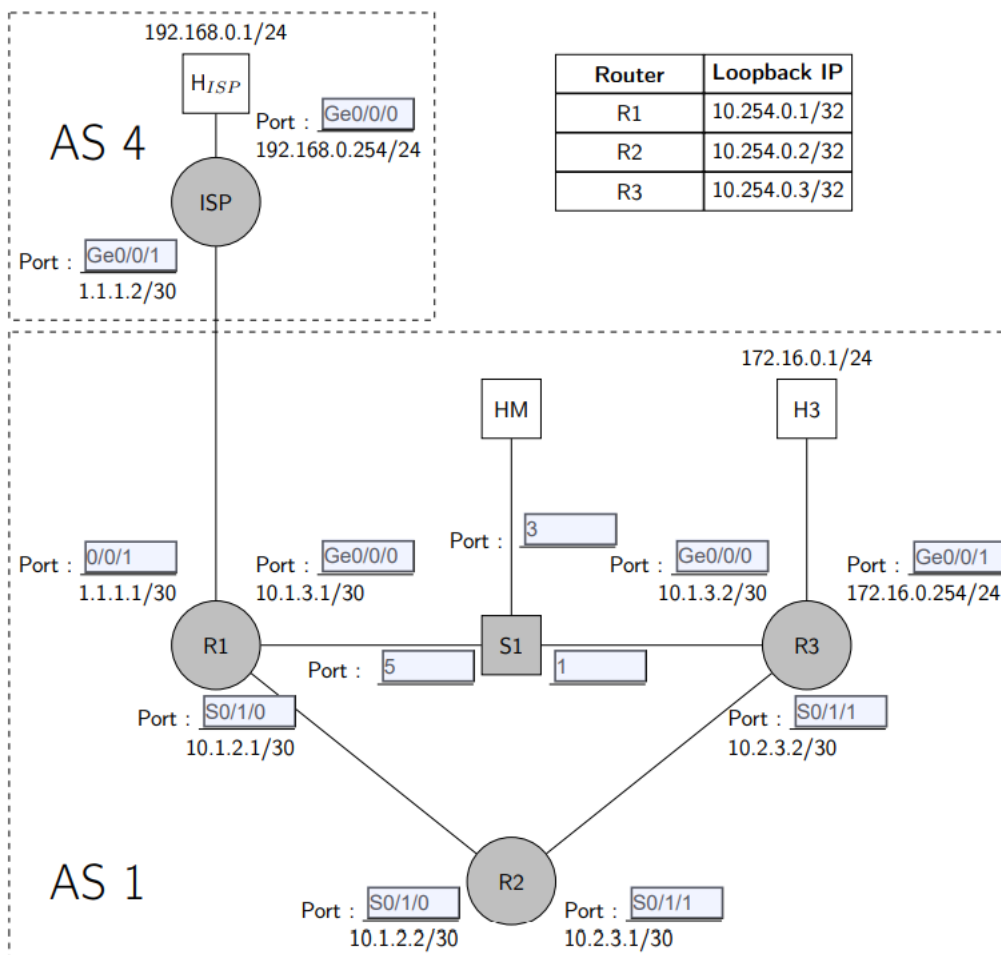 192.168.0.1/24
H_ISP
Port : Ge0/0/0
192.168.0.254/24
AS 4
ISP
Port : Ge0/0/1
1.1.1.2/30
Router Loopback IP
R1 10.254.0.1/32
R2 10.254.0.2/32
R3 10.254.0.3/32
172.16.0.1/24
HM
H3
Port : 3
Port : 0/0/1
1.1.1.1/30
Port : Ge0/0/0
10.1.3.1/30
Port : Ge0/0/0
10.1.3.2/30
Port : Ge0/0/1
172.16.0.254/24
R1
S1
R3
Port : 5
1
Port : S0/1/0
10.1.2.1/30
Port : S0/1/1
10.2.3.2/30
AS 1
R2
Port : S0/1/0
10.1.2.2/30
Port : S0/1/1
10.2.3.1/30